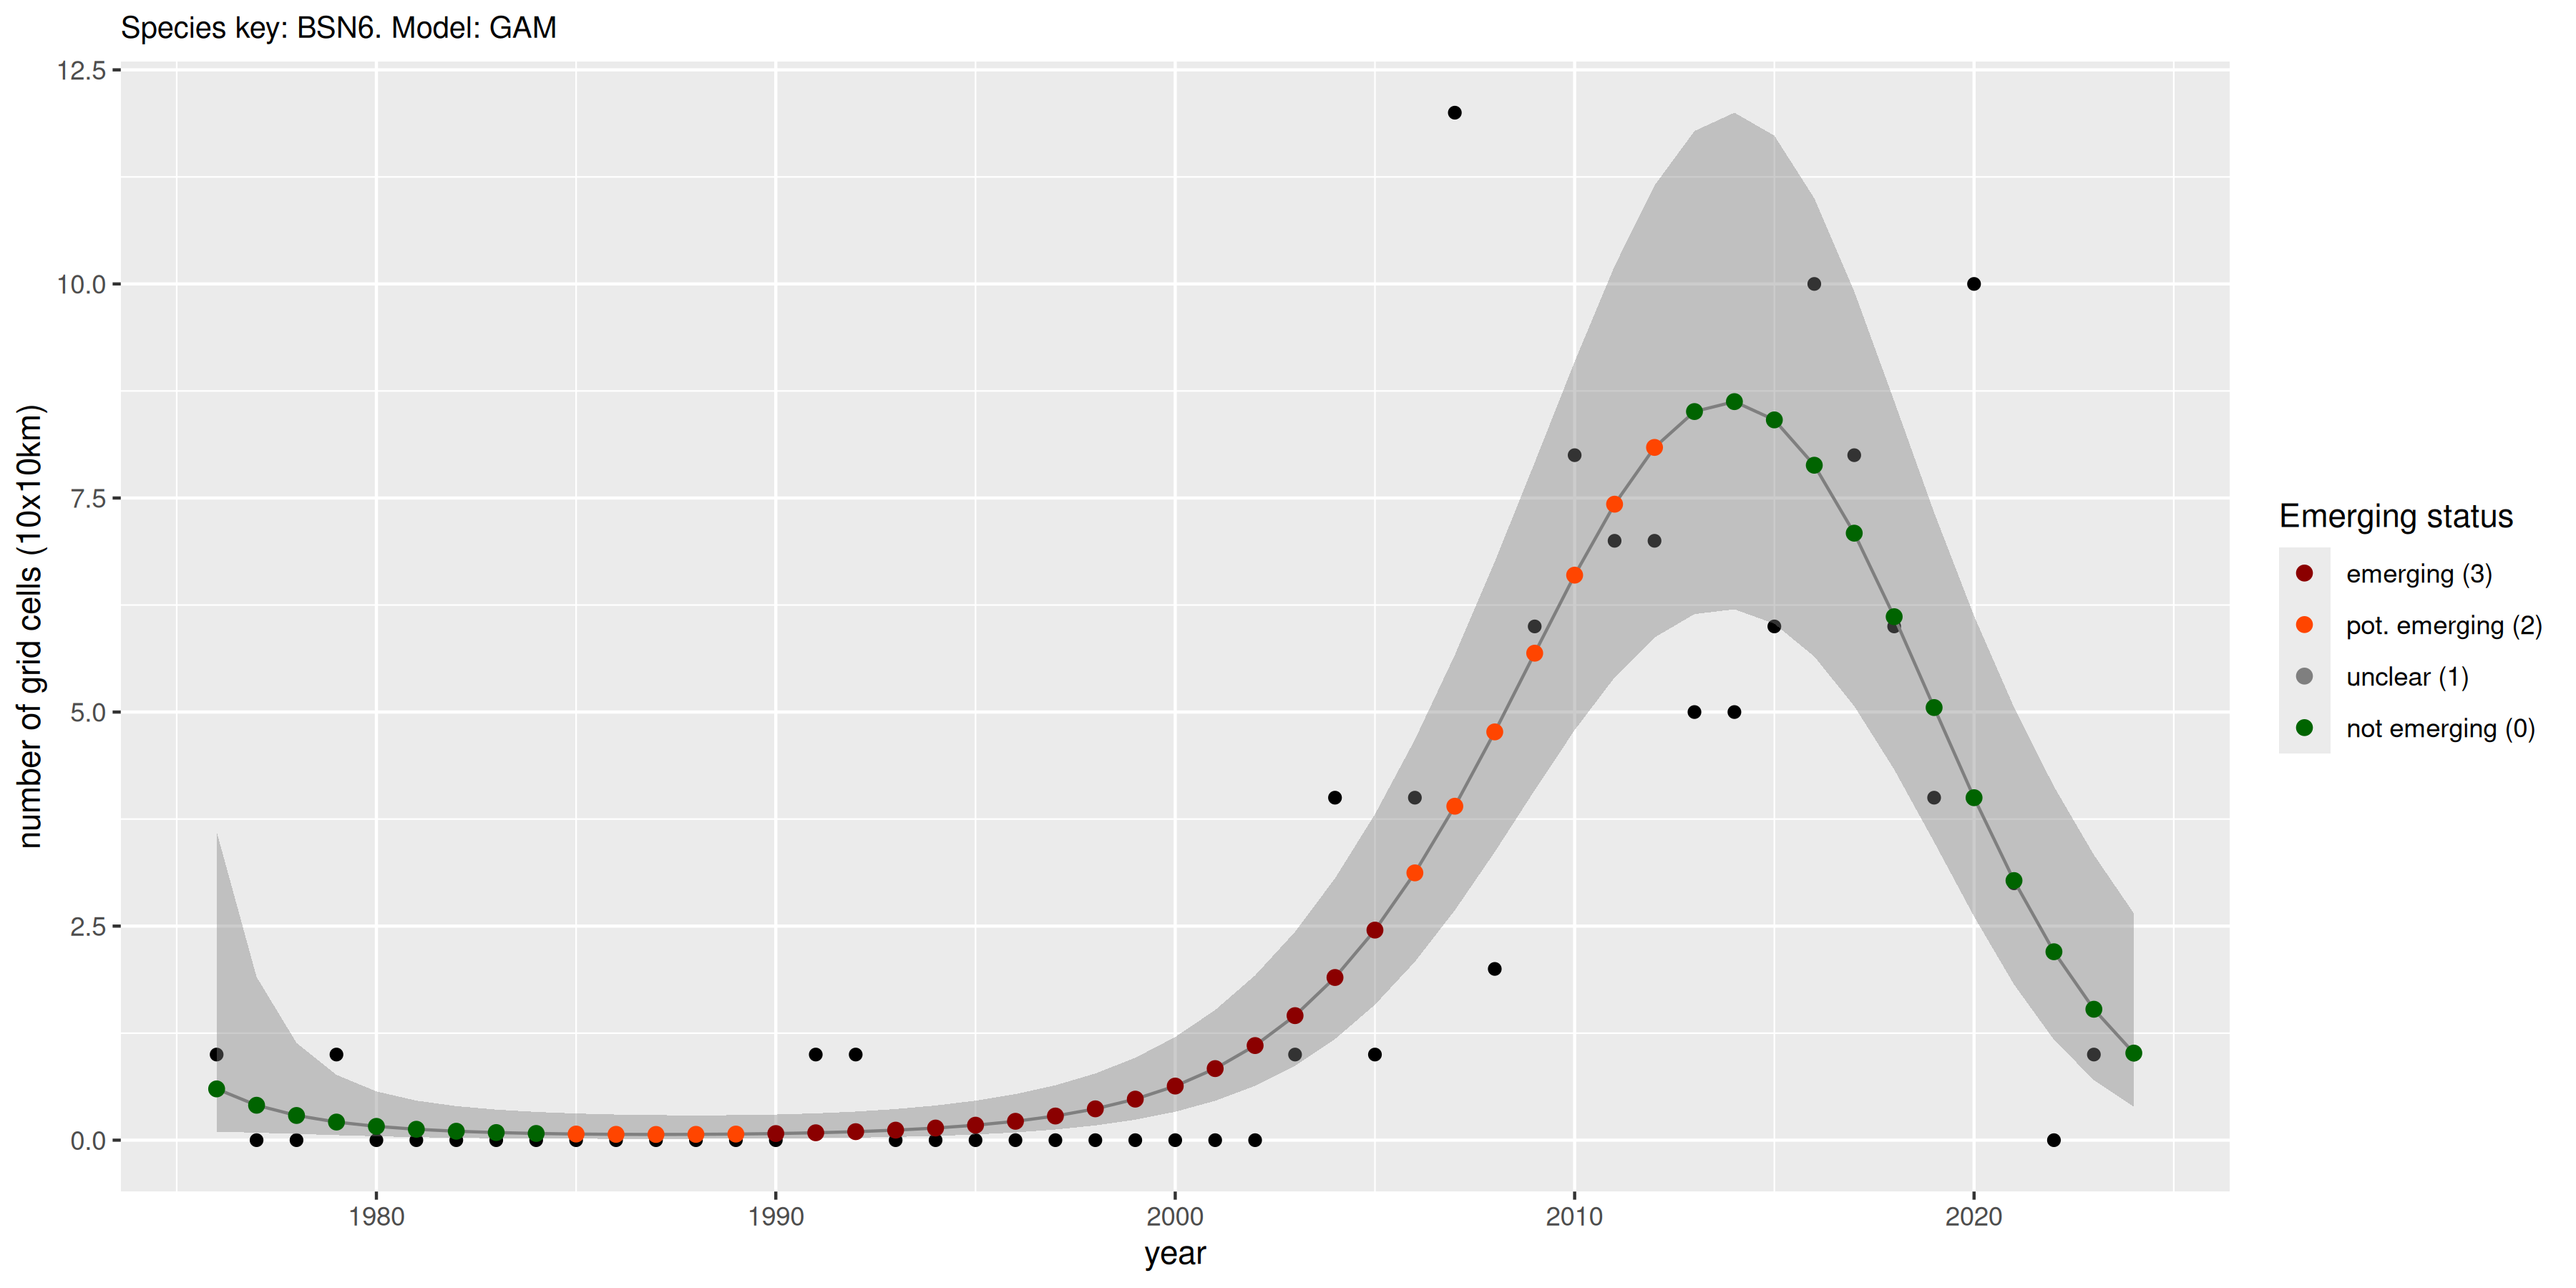 Species key: BSN6. Model: GAM
12.5
10.0
7.5
5.0
2.5
0.0
number of grid cells (10x10km)
1980
1990
2000
2010
2020
year
Emerging status
emerging (3)
pot. emerging (2)
unclear (1)
not emerging (0)